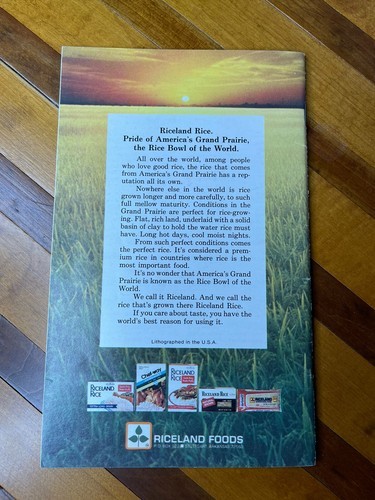 Riceland Rice.
Pride of America's Grand Prairie,
the Rice Bowl of the World.
All over the world, among people
who love good rice, the rice that comes
from America's Grand Prairie has a rep-
utation all its own.
Nowhere else in the world is rice
grown longer and more carefully, to such
full mellow maturity. Conditions in the
Grand Prairie are perfect for rice-grow-
ing. Flat, rich land, underlaid with a solid
basin of clay to hold the water rice must
have. Long hot days, cool moist nights.
From such perfect conditions comes
the perfect rice. It's considered a prem-
ium rice in countries where rice is the
most important food.
It's no wonder that America's Grand
Prairie is known as the Rice Bowl of the
World.
We call it Riceland. And we call the
rice that's grown there Riceland Rice.
If you care about taste, you have the
world's best reason for using it.
Lithographed in the U.S.A.
RICELAND
RICE
Chef-way
RICELAND
RICE
RICELAND RICE
RICELAND
RICELAND FOODS